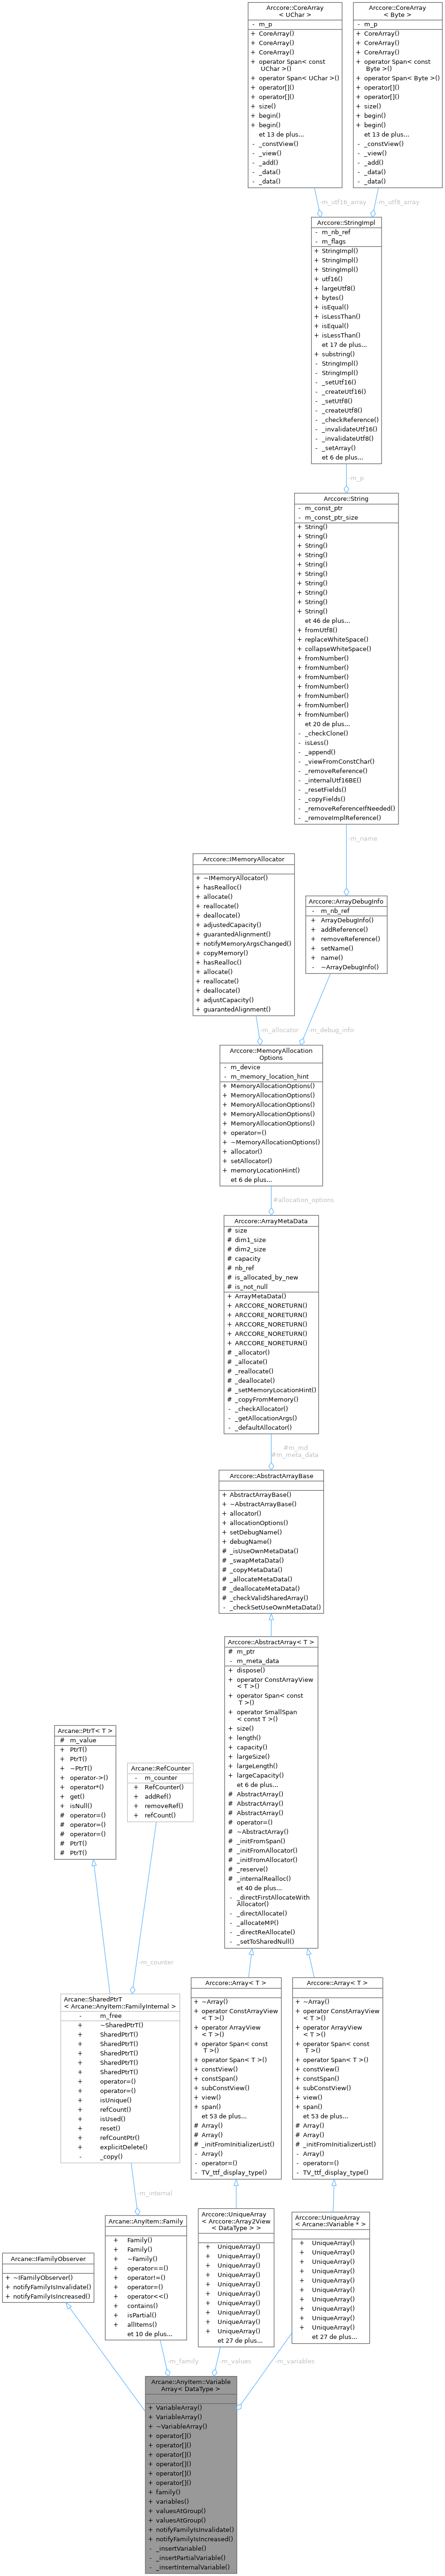 Arccore::CoreArray
< UChar >
- m_p
+ CoreArray()
+ CoreArray()
+ CoreArray()
+ operator Span< const
UChar >()
+ operator Span< UChar >()
+ operator[]()
+ operator[]()
+ size()
+ begin()
+ begin()
et 13 de plus...
- _constView()
- _view()
- _add()
- _data()
- _data()
Arccore::CoreArray
< Byte >
- m_p
+ CoreArray()
+ CoreArray()
+ CoreArray()
+ operator Span< const
Byte >()
+ operator Span< Byte >()
+ operator[]()
+ operator[]()
+ size()
+ begin()
+ begin()
et 13 de plus...
- _constView()
- _view()
- _add()
- _data()
- _data()
-m_utf16_array
-m_utf8_array
Arccore::StringImpl
- m_nb_ref
- m_flags
+ StringImpl()
+ StringImpl()
+ StringImpl()
+ utf16()
+ largeUtf8()
+ bytes()
+ isEqual()
+ isLessThan()
+ isEqual()
+ isLessThan()
et 17 de plus...
+ substring()
- StringImpl()
- StringImpl()
- _setUtf16()
- _createUtf16()
- _setUtf8()
- _createUtf8()
- _checkReference()
- _invalidateUtf16()
- _invalidateUtf8()
- _setArray()
et 6 de plus...
-m_p
Arccore::String
- m_const_ptr
- m_const_ptr_size
+ String()
+ String()
+ String()
+ String()
+ String()
+ String()
+ String()
+ String()
+ String()
+ String()
et 46 de plus...
+ fromUtf8()
+ replaceWhiteSpace()
+ collapseWhiteSpace()
+ fromNumber()
+ fromNumber()
+ fromNumber()
+ fromNumber()
+ fromNumber()
+ fromNumber()
+ fromNumber()
et 20 de plus...
- _checkClone()
- isLess()
- _append()
- _viewFromConstChar()
- _removeReference()
- _internalUtf16BE()
- _resetFields()
- _copyFields()
- _removeReferenceIfNeeded()
- _removeImplReference()
-m_name
Arccore::IMemoryAllocator
+ ~IMemoryAllocator()
+ hasRealloc()
+ allocate()
+ reallocate()
+ deallocate()
+ adjustedCapacity()
+ guarantedAlignment()
+ notifyMemoryArgsChanged()
+ copyMemory()
+ hasRealloc()
+ allocate()
+ reallocate()
+ deallocate()
+ adjustCapacity()
+ guarantedAlignment()
Arccore::ArrayDebugInfo
- m_nb_ref
+ ArrayDebugInfo()
+ addReference()
+ removeReference()
+ setName()
+ name()
- ~ArrayDebugInfo()
-m_allocator
-m_debug_info
Arccore::MemoryAllocation
Options
- m_device
- m_memory_location_hint
+ MemoryAllocationOptions()
+ MemoryAllocationOptions()
+ MemoryAllocationOptions()
+ MemoryAllocationOptions()
+ MemoryAllocationOptions()
+ operator=()
+ ~MemoryAllocationOptions()
+ allocator()
+ setAllocator()
+ memoryLocationHint()
et 6 de plus...
#allocation_options
Arccore::ArrayMetaData
# size
# dim1_size
# dim2_size
# capacity
# nb_ref
# is_allocated_by_new
# is_not_null
+ ArrayMetaData()
+ ARCCORE_NORETURN()
+ ARCCORE_NORETURN()
+ ARCCORE_NORETURN()
+ ARCCORE_NORETURN()
+ ARCCORE_NORETURN()
# _allocator()
# _allocate()
# _reallocate()
# _deallocate()
# _setMemoryLocationHint()
# _copyFromMemory()
- _checkAllocator()
- _getAllocationArgs()
- _defaultAllocator()
#m_md
#m_meta_data
Arccore::AbstractArrayBase
+ AbstractArrayBase()
+ ~AbstractArrayBase()
+ allocator()
+ allocationOptions()
+ setDebugName()
+ debugName()
# _isUseOwnMetaData()
# _swapMetaData()
# _copyMetaData()
# _allocateMetaData()
# _deallocateMetaData()
# _checkValidSharedArray()
- _checkSetUseOwnMetaData()
Arccore::AbstractArray< T >
# m_ptr
- m_meta_data
+ dispose()
+ operator ConstArrayView
< T >()
+ operator Span< const
T >()
+ operator SmallSpan
< const T >()
+ size()
+ length()
+ capacity()
+ largeSize()
+ largeLength()
+ largeCapacity()
et 6 de plus...
# AbstractArray()
# AbstractArray()
# AbstractArray()
# operator=()
# ~AbstractArray()
# _initFromSpan()
# _initFromAllocator()
# _initFromAllocator()
# _reserve()
# _internalRealloc()
et 40 de plus...
- _directFirstAllocateWith
Allocator()
- _directAllocate()
- _allocateMP()
- _directReAllocate()
- _setToSharedNull()
Arcane::PtrT< T >
# m_value
+ PtrT()
+ PtrT()
+ ~PtrT()
+ operator->()
+ operator*()
+ get()
+ isNull()
# operator=()
# operator=()
# operator=()
# PtrT()
# PtrT()
Arccore::RefCounter
- m_counter
+ RefCounter()
+ addRef()
+ removeRef()
+ refCount()
-m_counter
Arcane::SharedPtrT
< Arcane::AnyItem::FamilyInternal >
- m_free
+ ~SharedPtrT()
+ SharedPtrT()
+ SharedPtrT()
+ SharedPtrT()
+ SharedPtrT()
+ SharedPtrT()
+ operator=()
+ operator=()
+ isUnique()
+ refCount()
+ isUsed()
+ reset()
+ refCountPtr()
+ explicitDelete()
- _copy()
Arccore::Array< T >
+ ~Array()
+ operator ConstArrayView
< T >()
+ operator ArrayView
< T >()
+ operator Span< const
T >()
+ operator Span< T >()
+ constView()
+ constSpan()
+ subConstView()
+ view()
+ span()
et 53 de plus...
# Array()
# Array()
# _initFromInitializerList()
- Array()
- operator=()
- TV_ttf_display_type()
Arccore::Array< T >
+ ~Array()
+ operator ConstArrayView
< T >()
+ operator ArrayView
< T >()
+ operator Span< const
T >()
+ operator Span< T >()
+ constView()
+ constSpan()
+ subConstView()
+ view()
+ span()
et 53 de plus...
# Array()
# Array()
# _initFromInitializerList()
- Array()
- operator=()
- TV_ttf_display_type()
-m_internal
Arcane::IFamilyObserver
+ ~IFamilyObserver()
+ notifyFamilyIsInvalidate()
+ notifyFamilyIsIncreased()
Arcane::AnyItem::Family
+ Family()
+ Family()
+ ~Family()
+ operator==()
+ operator!=()
+ operator=()
+ operator<<()
+ contains()
+ isPartial()
+ allItems()
et 10 de plus...
Arccore::UniqueArray
< Arccore::Array2View
< DataType > >
+ UniqueArray()
+ UniqueArray()
+ UniqueArray()
+ UniqueArray()
+ UniqueArray()
+ UniqueArray()
+ UniqueArray()
+ UniqueArray()
+ UniqueArray()
+ UniqueArray()
et 27 de plus...
Arccore::UniqueArray
< Arcane::IVariable * >
+ UniqueArray()
+ UniqueArray()
+ UniqueArray()
+ UniqueArray()
+ UniqueArray()
+ UniqueArray()
+ UniqueArray()
+ UniqueArray()
+ UniqueArray()
+ UniqueArray()
et 27 de plus...
-m_family
-m_values
-m_variables
Arcane::AnyItem::Variable
Array< DataType >
+ VariableArray()
+ VariableArray()
+ ~VariableArray()
+ operator[]()
+ operator[]()
+ operator[]()
+ operator[]()
+ operator[]()
+ operator[]()
+ family()
+ variables()
+ valuesAtGroup()
+ valuesAtGroup()
+ notifyFamilyIsInvalidate()
+ notifyFamilyIsIncreased()
- _insertVariable()
- _insertPartialVariable()
- _insertInternalVariable()